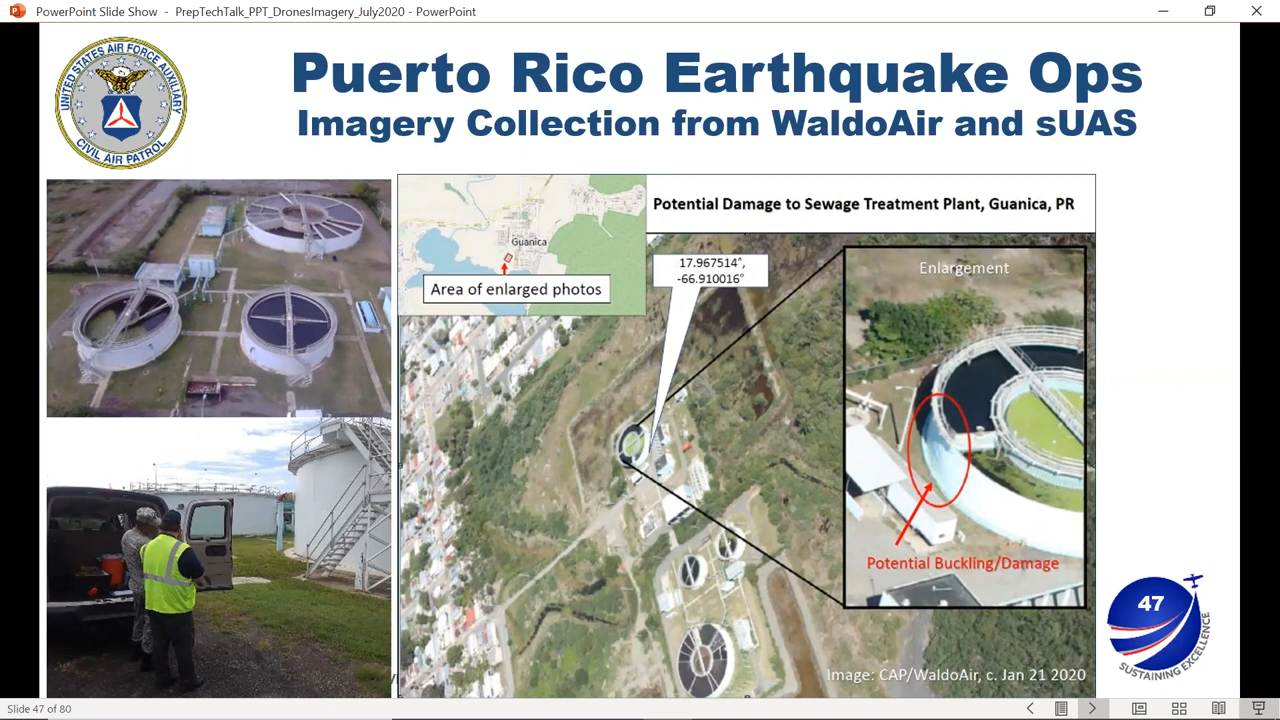 PowerPoint Slide Show - PrepTechTalk_PPT_DronesImagery_July2020 - PowerPoint
UNITED STATES AIR FORCE AUXILIARY
CIVIL AIR PATROL
Puerto Rico Earthquake Ops
Imagery Collection from WaldoAir and sUAS
Guanica
Area of enlarged photos
Potential Damage to Sewage Treatment Plant, Guanica, PR
17.967514°,
-66.910016°
Enlargement
Potential Buckling/Damage
Image: CAP/WaldoAir, c. Jan 21 2020
47
SUSTAINING EXCELLENCE
Slide 47 of 80